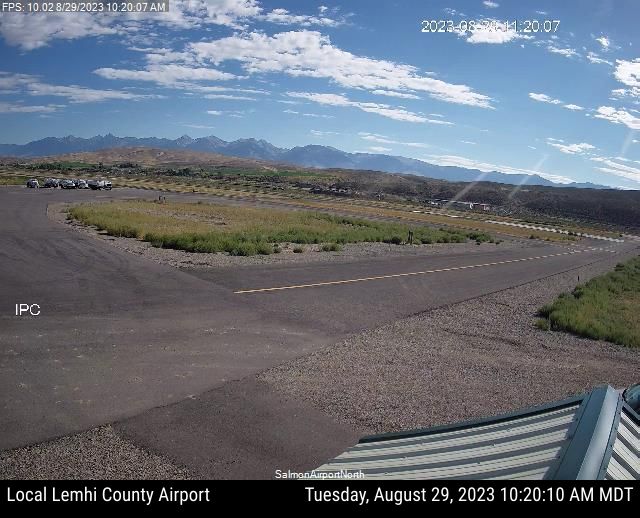 FPS: 10.02 8/29/2023 10:20:07 AM
2023-08-29 11:20:07
IPC
SalmonAirportNorth
Local Lemhi County Airport Tuesday, August 29, 2023 10:20:10 AM MDT